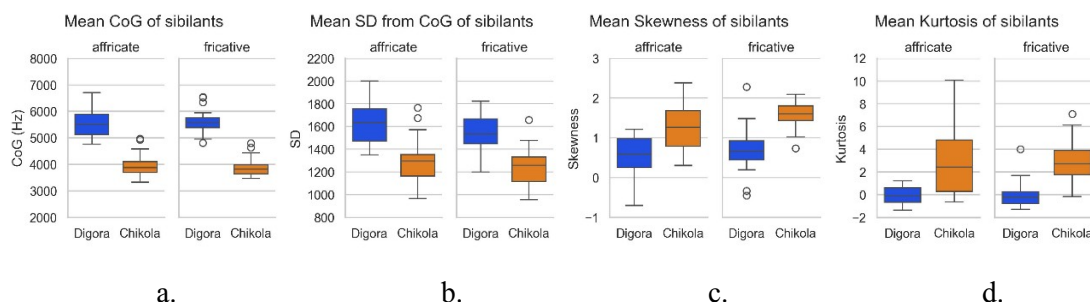 Mean CoG of sibilants
affricate fricative
CoG (Hz)
8000
7000
6000
5000
4000
3000
2000
Digora Chikola Digora Chikola
a.
Mean SD from CoG of sibilants
affricate fricative
SD
2200
2000
1800
1600
1400
1200
1000
800
Digora Chikola Digora Chikola
b.
Mean Skewness of sibilants
affricate fricative
Skewness
3
2
1
0
−1
Digora Chikola Digora Chikola
c.
Mean Kurtosis of sibilants
affricate fricative
Kurtosis
12
10
8
6
4
2
0
−2
Digora Chikola Digora Chikola
d.